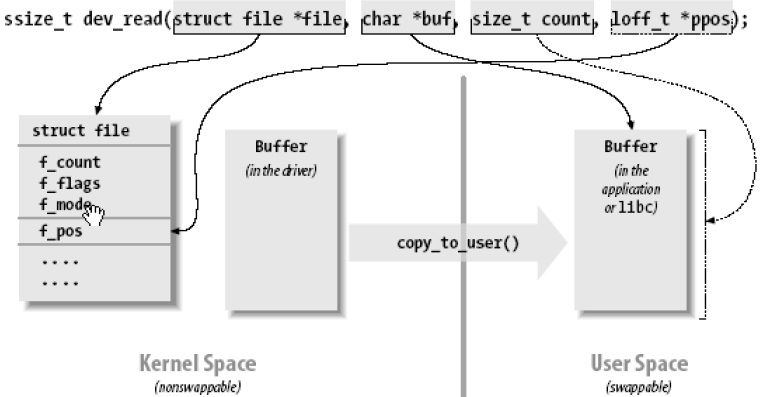 ssize_t dev_read(struct file *file, char *buf, size_t count, loff_t *ppos);
struct file
f_count
f_flags
f_mode
f_pos
....
....
Buffer
(in the driver)
copy_to_user()
Buffer
(in the
application
or libc)
Kernel Space
(nonswappable)
User Space
(swappable)